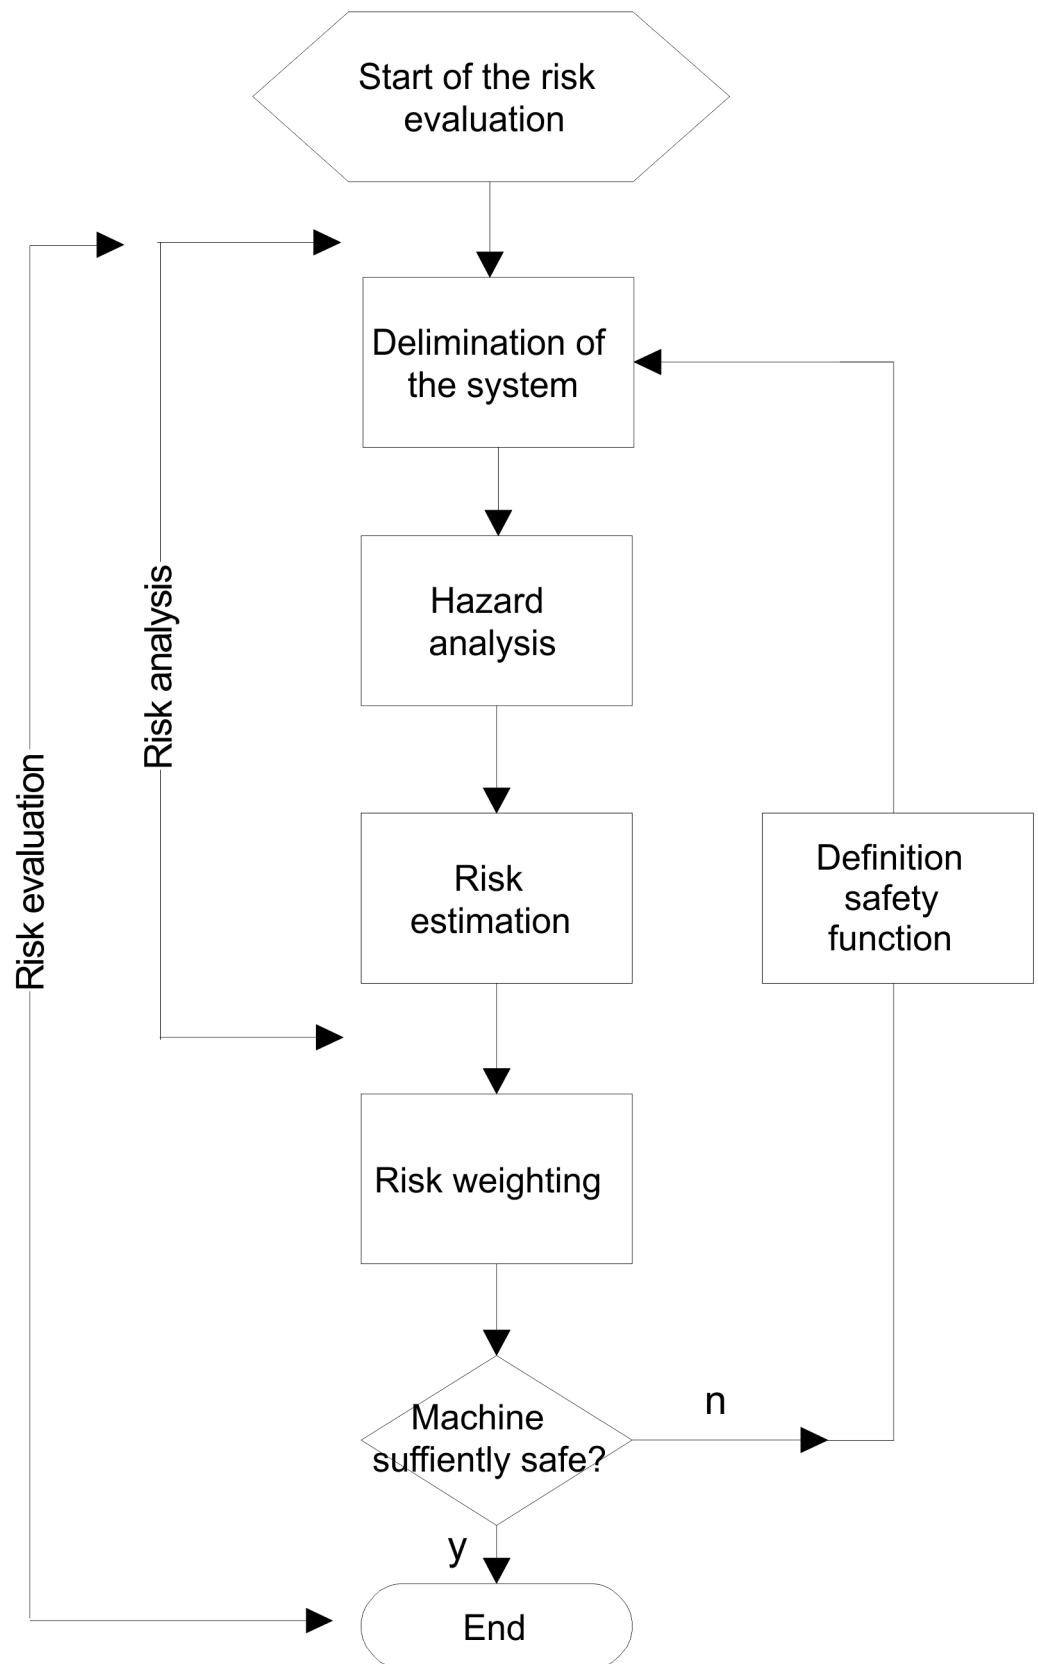 Start of the risk
evaluation
Delimination of
the system
Hazard
analysis
Risk analysis
Risk evaluation
Risk
estimation
Definition
safety
function
Risk weighting
Machine
suffiently safe?
n
y
End